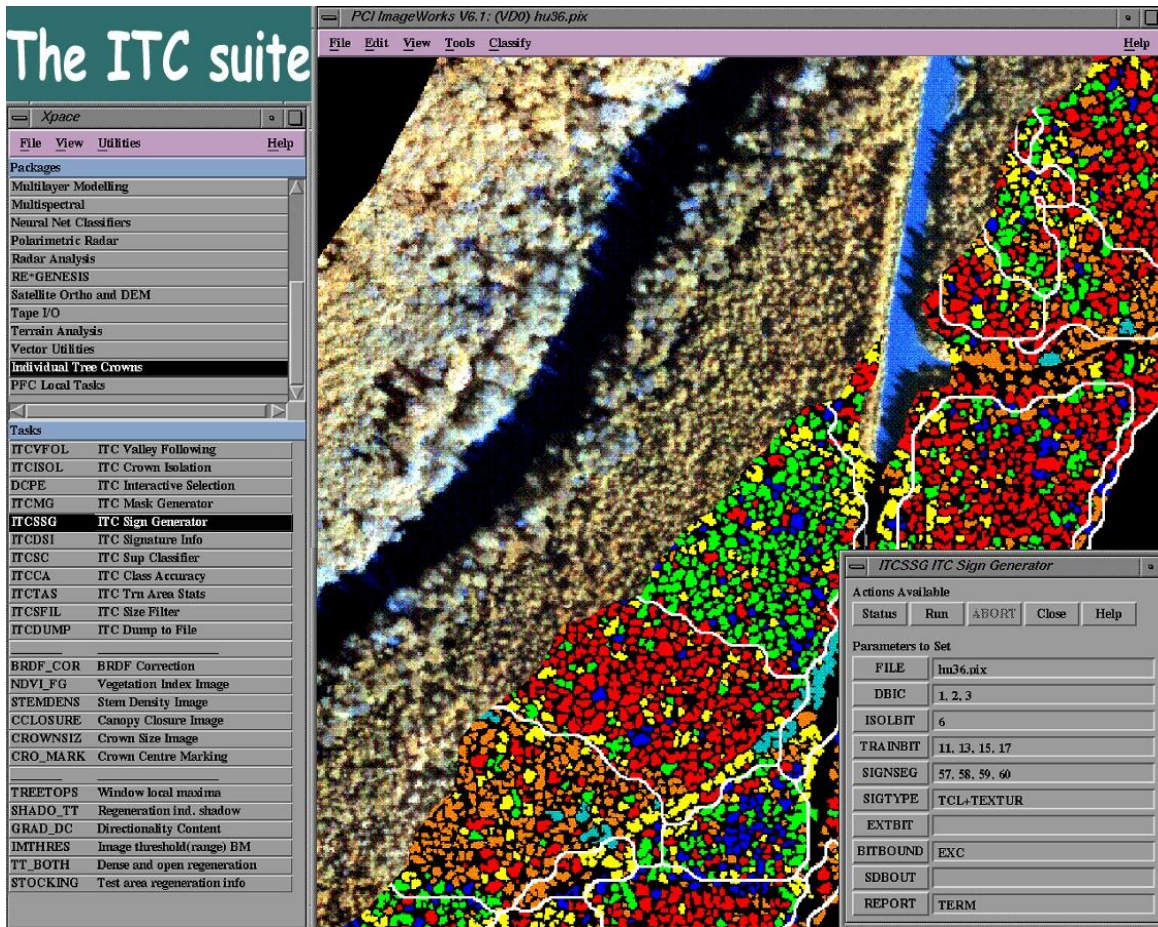 The ITC suite
Xpace
File View Utilities Help
Packages
Multilayer Modelling
Multispectral
Neural Net Classifiers
Polarimetric Radar
Radar Analysis
RE*GENESIS
Satellite Ortho and DEM
Tape I/O
Terrain Analysis
Vector Utilities
Individual Tree Crowns
PFC Local Tasks
Tasks
ITCVFOL ITC Valley Following
ITCISOL ITC Crown Isolation
DCPE ITC Interactive Selection
ITCMG ITC Mask Generator
ITCSSG ITC Sign Generator
ITCDSI ITC Signature Info
ITCSC ITC Sup Classifier
ITCCA ITC Class Accuracy
ITCTAS ITC Trn Area Stats
ITCSFIL ITC Size Filter
ITCDUMP ITC Dump to File
BRDF_COR BRDF Correction
NDVI_FG Vegetation Index Image
STEMDENS Stem Density Image
CCLOSURE Canopy Closure Image
CROWNSIZ Crown Size Image
CRO_MARK Crown Centre Marking
TREETOPS Window local maxima
SHADO_TT Regeneration ind. shadow
GRAD_DC Directionality Content
IMTHRES Image threshold(range) BM
TT_BOTH Dense and open regeneration
STOCKING Test area regeneration info
PCI ImageWorks V6.1: (VD0) hu36.pix
File Edit View Tools Classify Help
ITCSSG ITC Sign Generator
Actions Available
Status Run ABORT Close Help
Parameters to Set
FILE hu36.pix
DBIC 1, 2, 3
ISOLBIT 6
TRAINBIT 11, 13, 15, 17
SIGNSEG 57, 58, 59, 60
SIGTYPE TCL+TEXTUR
EXTBIT
BITBOUND EXC
SDBOUT
REPORT TERM